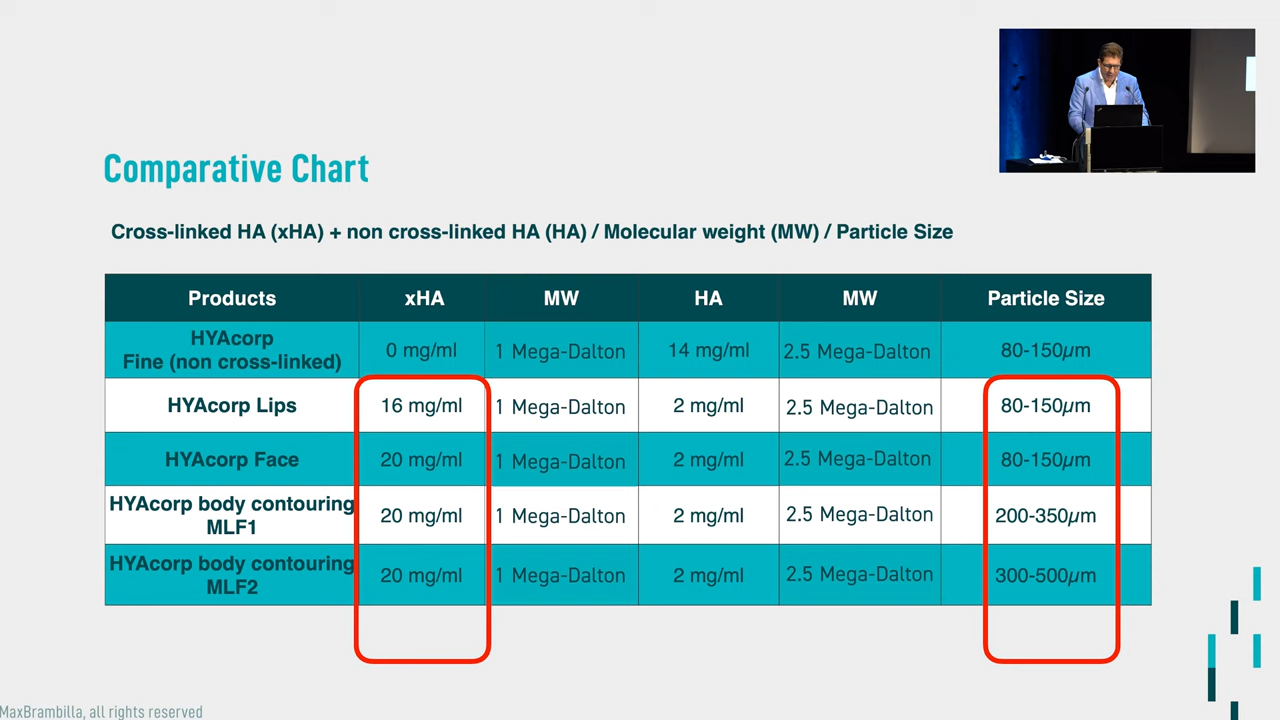 Comparative Chart
Cross-linked HA (xHA) + non cross-linked HA (HA) / Molecular weight (MW) / Particle Size
Products xHA MW HA MW Particle Size
HYAcorp
Fine (non cross-linked) 0 mg/ml 1 Mega-Dalton 14 mg/ml 2.5 Mega-Dalton 80-150µm
HYAcorp Lips 16 mg/ml 1 Mega-Dalton 2 mg/ml 2.5 Mega-Dalton 80-150µm
HYAcorp Face 20 mg/ml 1 Mega-Dalton 2 mg/ml 2.5 Mega-Dalton 80-150µm
HYAcorp body contouring
MLF1 20 mg/ml 1 Mega-Dalton 2 mg/ml 2.5 Mega-Dalton 200-350µm
HYAcorp body contouring
MLF2 20 mg/ml 1 Mega-Dalton 2 mg/ml 2.5 Mega-Dalton 300-500µm
MaxBrambilla, all rights reserved